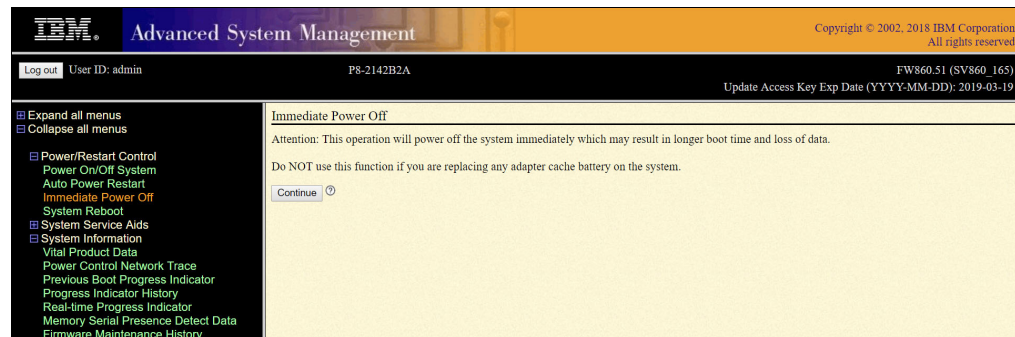 IBM®
Advanced System Management
Copyright © 2002, 2018 IBM Corporation
All rights reserved
Log out User ID: admin
P8-2142B2A
FW860.51 (SV860_165)
Update Access Key Exp Date (YYYY-MM-DD): 2019-03-19
Expand all menus
Collapse all menus
Power/Restart Control
Power On/Off System
Auto Power Restart
Immediate Power Off
System Reboot
System Service Aids
System Information
Vital Product Data
Power Control Network Trace
Previous Boot Progress Indicator
Progress Indicator History
Real-time Progress Indicator
Memory Serial Presence Detect Data
Firmware Maintenance History
Immediate Power Off
Attention: This operation will power off the system immediately which may result in longer boot time and loss of data.
Do NOT use this function if you are replacing any adapter cache battery on the system.
Continue ?